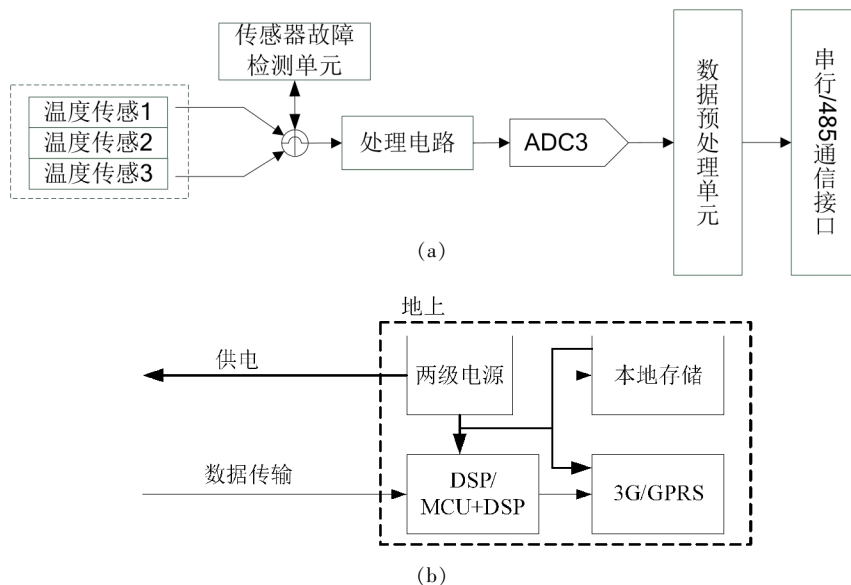 传感器故障
检测单元
温度传感1
温度传感2
温度传感3
处理电路
ADC3
数据预处理单元
串行/485通信接口
(a)
地上
供电
两级电源
本地存储
数据传输
DSP/
MCU+DSP
3G/GPRS
(b)